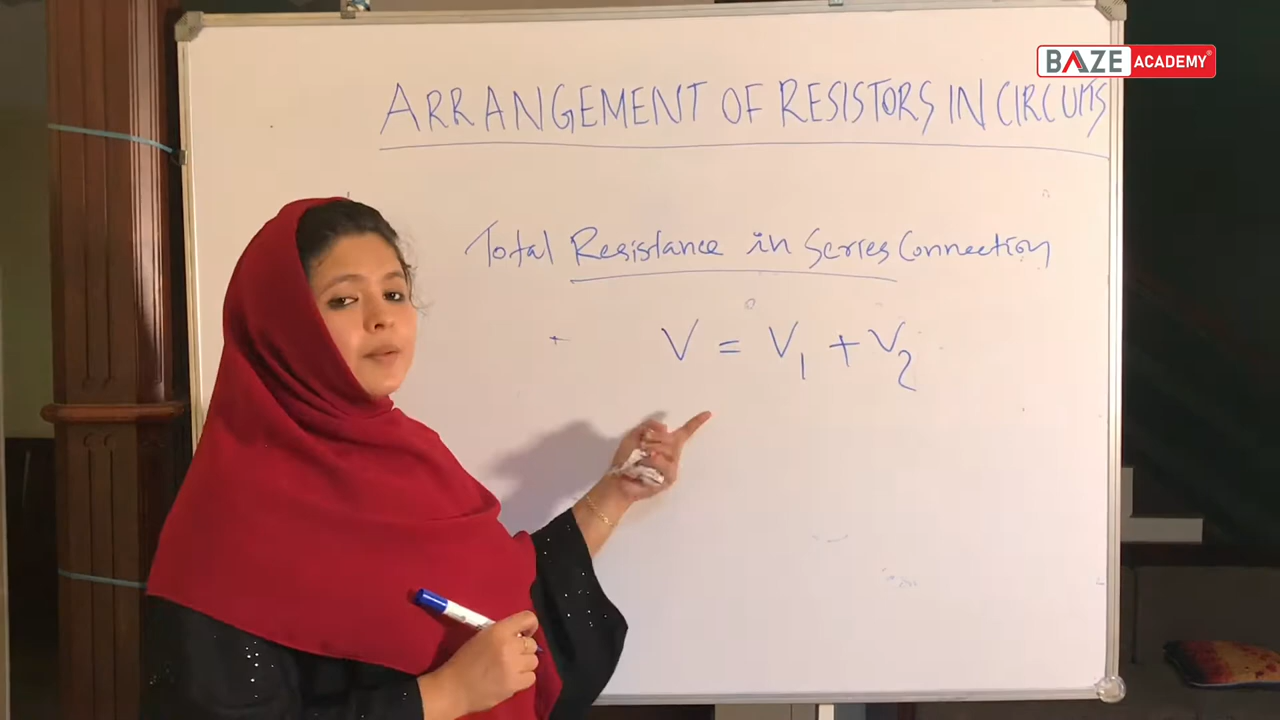 BAZE ACADEMY®
ARRANGEMENT OF RESISTORS IN CIRCUITS
Total Resistance in Series Connection
V = V₁ + V₂